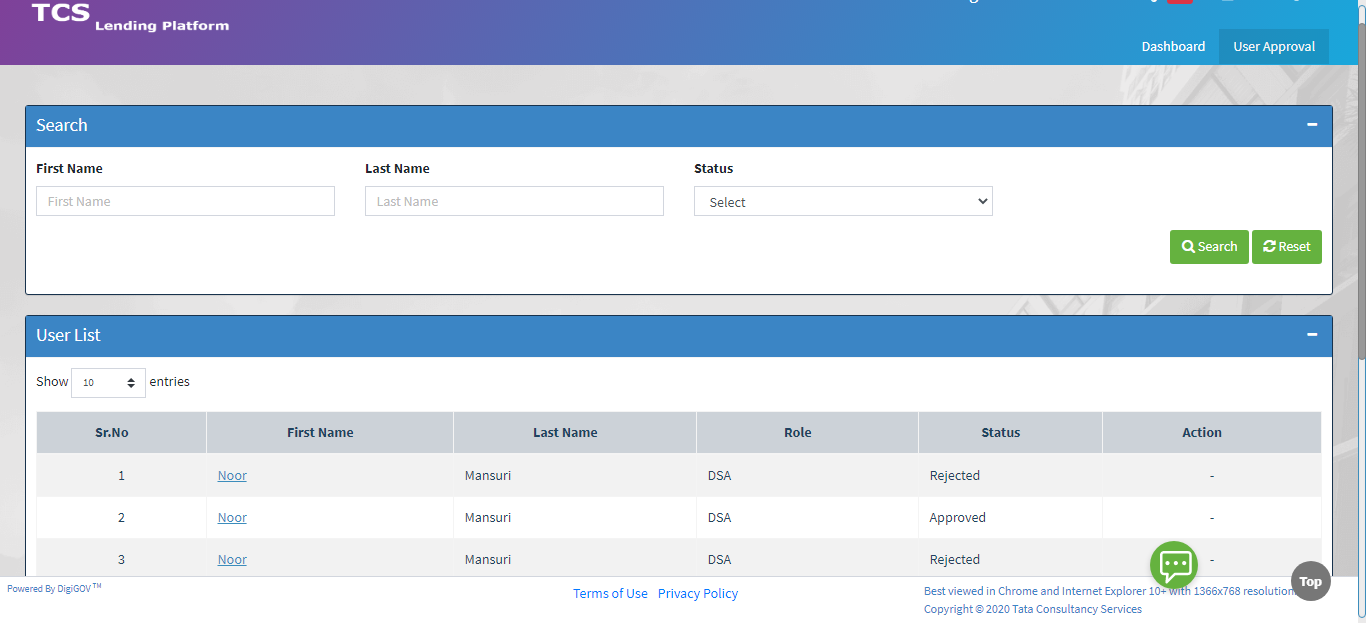 TCS
Lending Platform
Dashboard User Approval
Search
First Name Last Name Status
First Name Last Name Select
Search Reset
User List
Show 10 entries
Sr.No First Name Last Name Role Status Action
1 Noor Mansuri DSA Rejected -
2 Noor Mansuri DSA Approved -
3 Noor Mansuri DSA Rejected -
Powered By DigiGOV™
Terms of Use Privacy Policy
Best viewed in Chrome and Internet Explorer 10+ with 1366x768 resolution.
Copyright © 2020 Tata Consultancy Services
Top